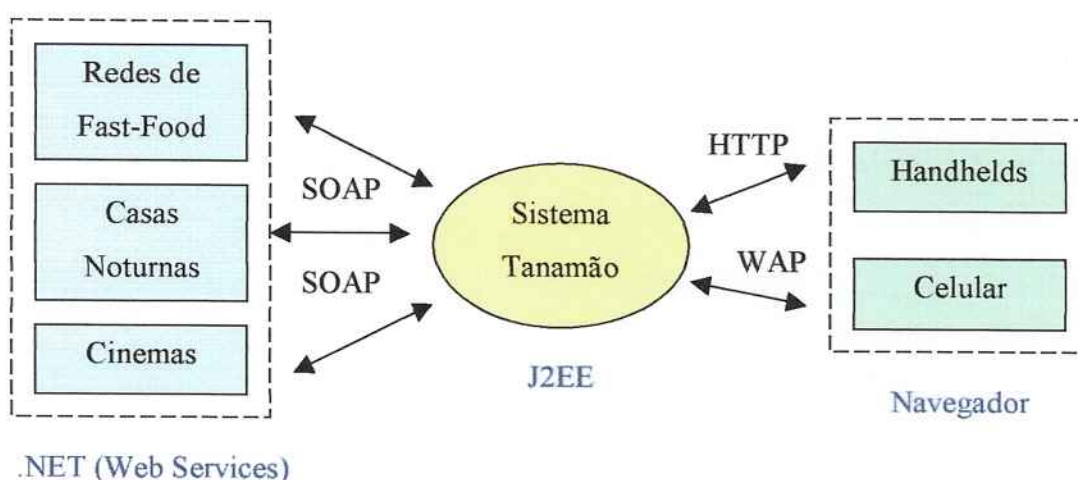 Redes de
Fast-Food
Casas
Noturnas
Cinemas
.NET (Web Services)
SOAP
SOAP
Sistema
Tanamão
J2EE
HTTP
WAP
Handhelds
Celular
Navegador